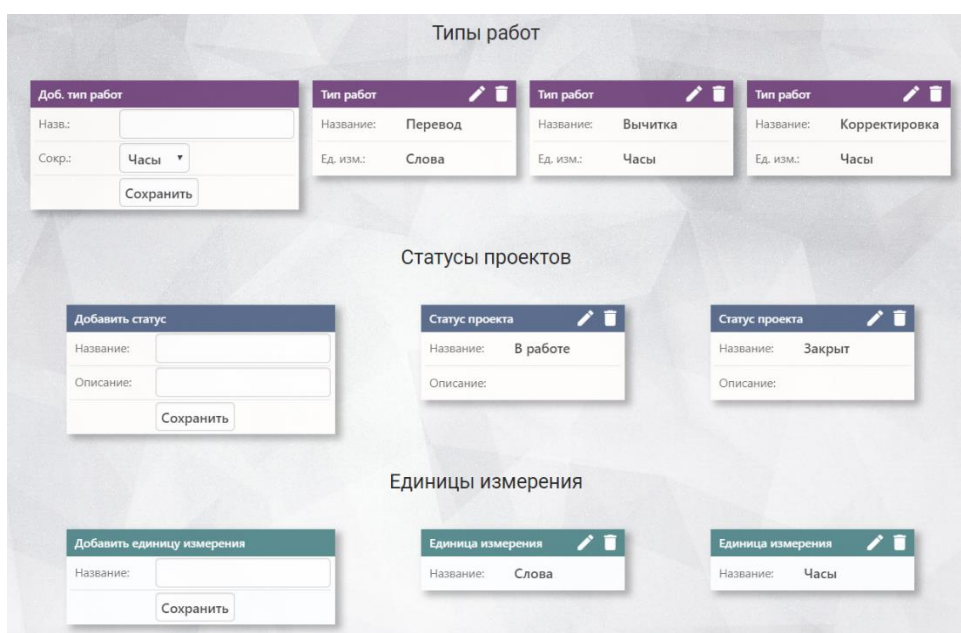 Типы работ
Доб. тип работ
Назв.:
Сокр.: Часы
Сохранить
Тип работ
Название: Перевод
Ед. изм.: Слова
Тип работ
Название: Вычитка
Ед. изм.: Часы
Тип работ
Название: Корректировка
Ед. изм.: Часы
Статусы проектов
Добавить статус
Название:
Описание:
Сохранить
Статус проекта
Название: В работе
Описание:
Статус проекта
Название: Закрыт
Описание:
Единицы измерения
Добавить единицу измерения
Название:
Сохранить
Единица измерения
Название: Слова
Единица измерения
Название: Часы